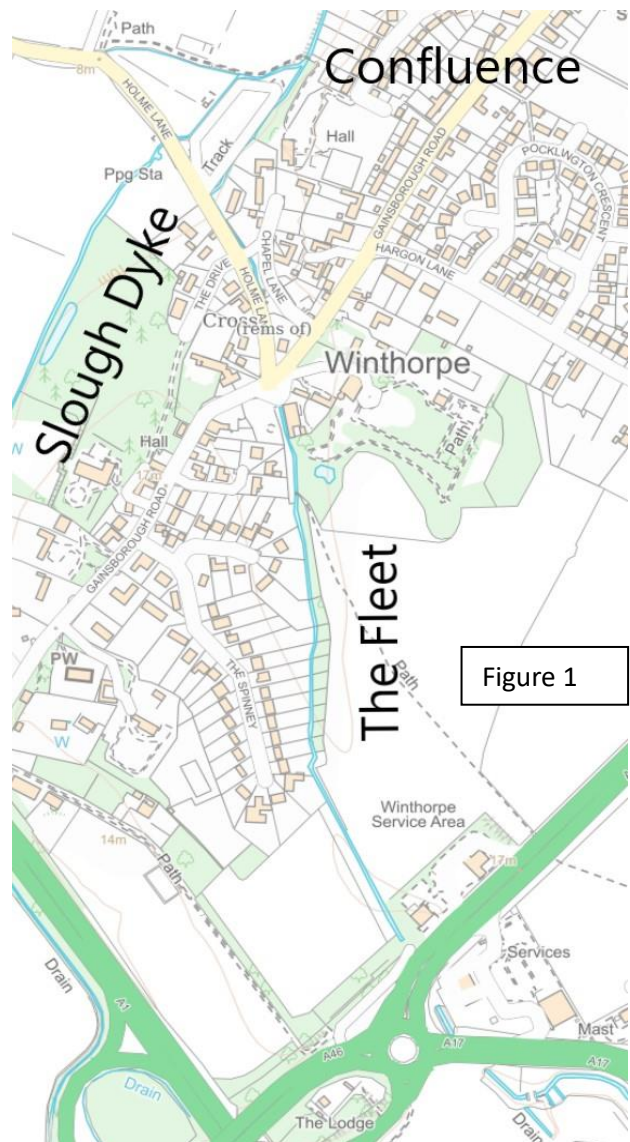 Path
8m
Confluence
HOLME LANE
Track
Hall
GAINSBOROUGH ROAD
POCKLINGTON CRESCENT
Ppg Sta
Slough Dyke
THE DRIVE
CHAPEL LANE
HOLME LANE
HARGON LANE
Cross
(rems of)
Winthorpe
Path
Hall
17m
GAINSBOROUGH ROAD
The Fleet
Path
Figure 1
PW
THE SPINNEY
W
Winthorpe
Service Area
14m
17m
Path
Services
Drain
A1
Mast
A46
A17
A17
Drain
The Lodge
Drain